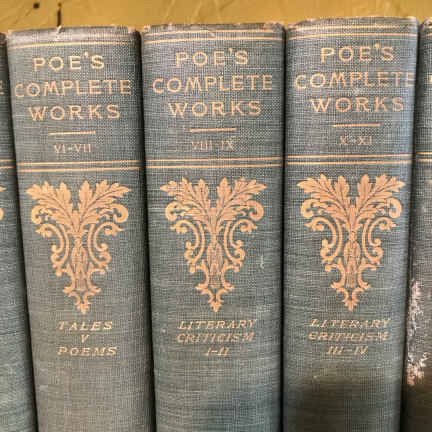 POE'S
COMPLETE
WORKS
VI-VII
TALES
V
POEMS
POE'S
COMPLETE
WORKS
VIII-IX
LITERARY
CRITICISM
I-II
POE'S
COMPLETE
WORKS
X-XI
LITERARY
CRITICISM
III-IV